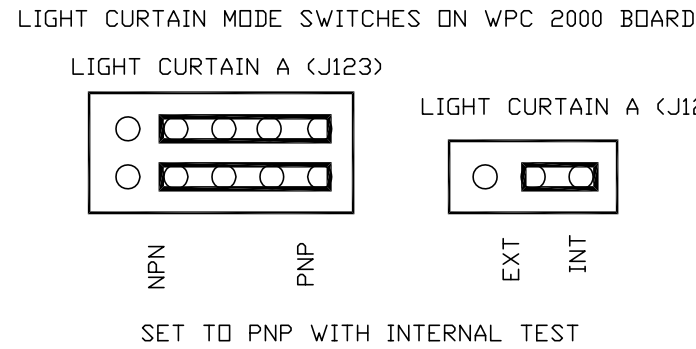 LIGHT CURTAIN MODE SWITCHES ON WPC 2000 BOARD
LIGHT CURTAIN A (J123)
LIGHT CURTAIN A
NPN
PNP
EXT
INT
SET TO PNP WITH INTERNAL TEST